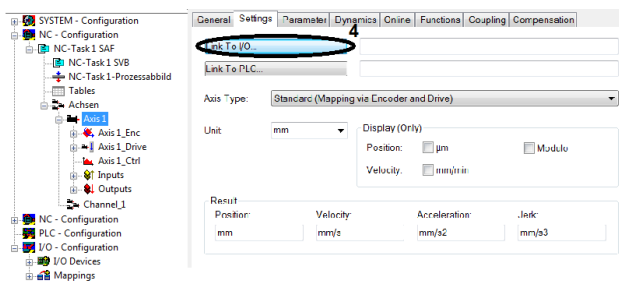 SYSTEM - Configuration
NC - Configuration
NC-Task 1 SAF
NC-Task 1 SVB
NC-Task 1-Prozessabbild
Tables
Achsen
Axis 1
Axis 1_Enc
Axis 1_Drive
Axis 1_Ctrl
Inputs
Outputs
Channel_1
NC - Configuration
PLC - Configuration
I/O - Configuration
I/O Devices
Mappings
General Settings Parameter Dynamics Online Functions Coupling Compensation
4
Link To I/O...
Link To PLC...
Axis Type: Standard (Mapping via Encoder and Drive)
Unit mm Display (Only)
Position: µm Modulo
Velocity: mm/min
Result
Position: Velocity: Acceleration: Jerk:
mm mm/s mm/s2 mm/s3